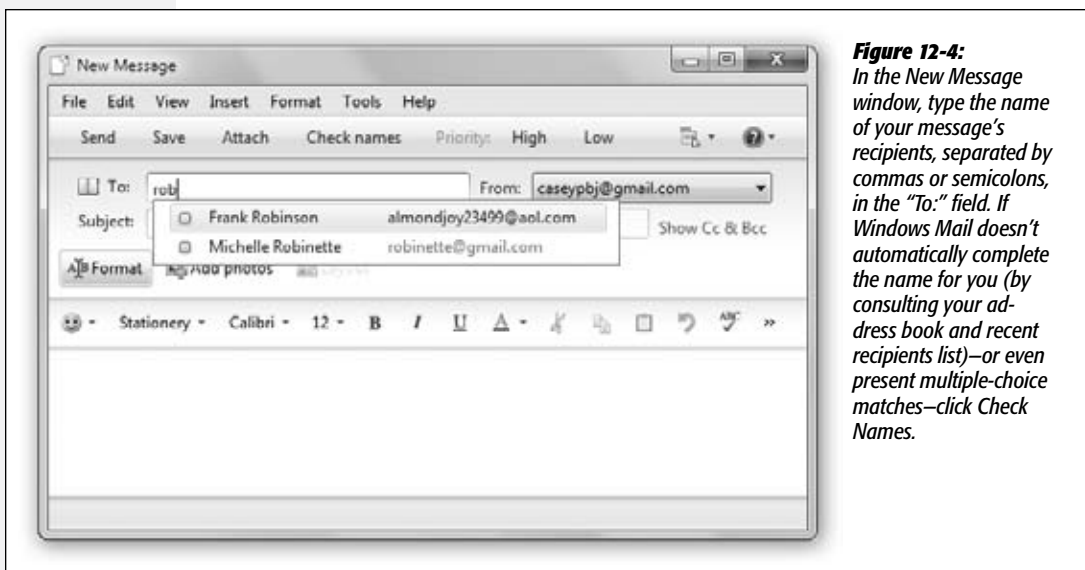 New Message
File Edit View Insert Format Tools Help
Send Save Attach Check names Priority: High Low
To: rob From: caseypbj@gmail.com
Subject: Show Cc & Bcc
Frank Robinson almondjoy23499@aol.com
Michelle Robinette robinette@gmail.com
Format Add photos
Stationery Calibri 12 B I U A ABC »
Figure 12-4:
In the New Message
window, type the name
of your message's
recipients, separated by
commas or semicolons,
in the "To:" field. If
Windows Mail doesn't
automatically complete
the name for you (by
consulting your ad-
dress book and recent
recipients list)—or even
present multiple-choice
matches—click Check
Names.